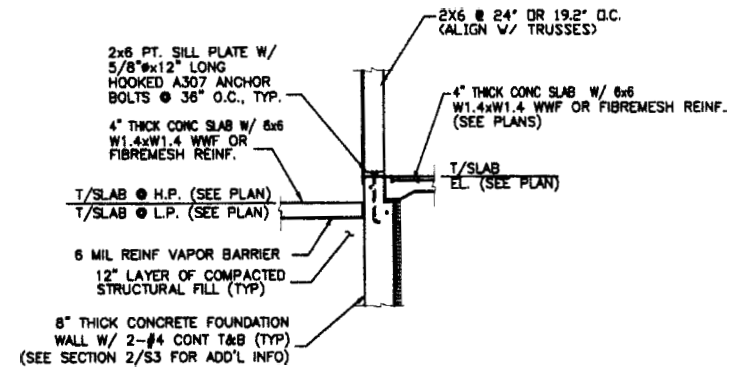 2X6 @ 24" OR 19.2" O.C.
(ALIGN W/ TRUSSES)
2x6 PT. SILL PLATE W/
5/8"øx12" LONG
HOOKED A307 ANCHOR
BOLTS @ 36" O.C., TYP.
4" THICK CONC SLAB W/ 6x6
W1.4xW1.4 WWF OR FIBREMESH REINF.
(SEE PLANS)
4" THICK CONC SLAB W/ 6x6
W1.4xW1.4 WWF OR
FIBREMESH REINF.
T/SLAB
EL. (SEE PLAN)
T/SLAB @ H.P. (SEE PLAN)
T/SLAB @ L.P. (SEE PLAN)
6 MIL REINF VAPOR BARRIER
12" LAYER OF COMPACTED
STRUCTURAL FILL (TYP)
8" THICK CONCRETE FOUNDATION
WALL W/ 2-#4 CONT T&B (TYP)
(SEE SECTION 2/S3 FOR ADD'L INFO)